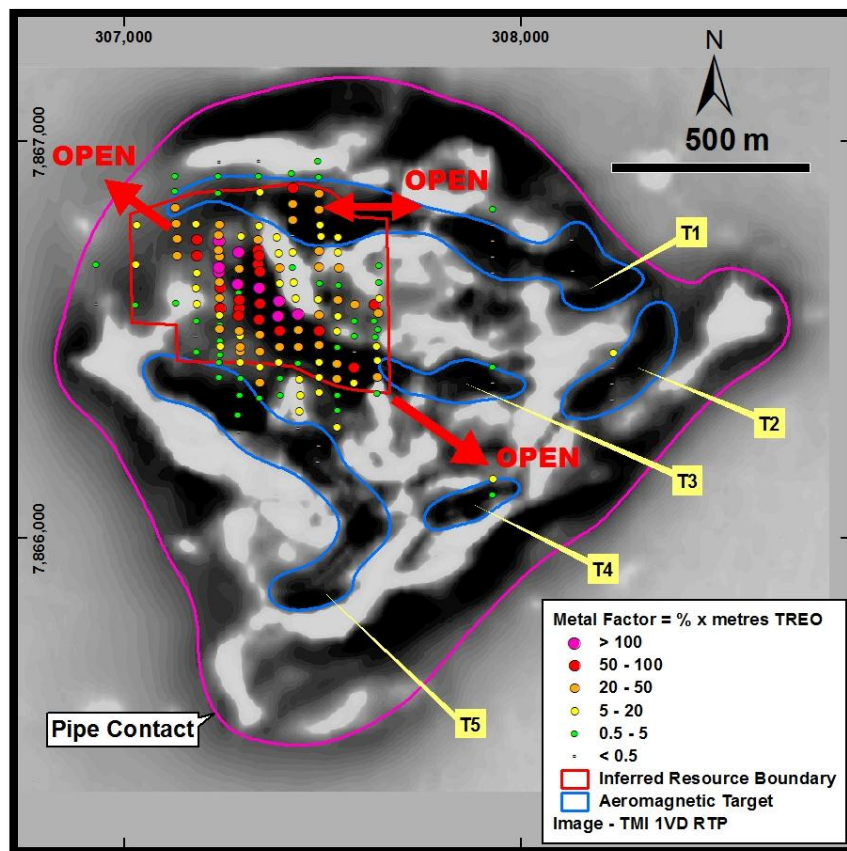 307,000
308,000
N
500 m
7,867,000
OPEN
OPEN
T1
T2
OPEN
T3
7,866,000
T4
T5
Pipe Contact
Metal Factor = % x metres TREO
> 100
50 - 100
20 - 50
5 - 20
0.5 - 5
< 0.5
Inferred Resource Boundary
Aeromagnetic Target
Image - TMI 1VD RTP